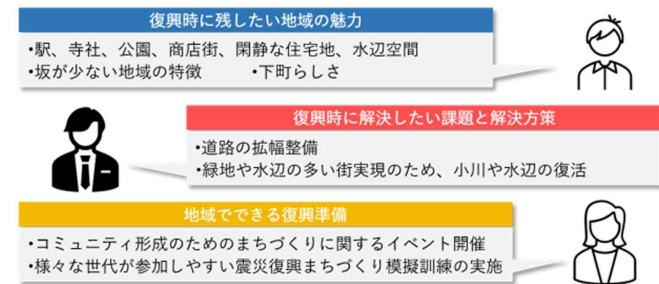 復興時に残したい地域の魅力
•駅、寺社、公園、商店街、閑静な住宅地、水辺空間
•坂が少ない地域の特徴　　•下町らしさ
復興時に解決したい課題と解決方策
•道路の拡幅整備
•緑地や水辺の多い街実現のため、小川や水辺の復活
地域でできる復興準備
•コミュニティ形成のためのまちづくりに関するイベント開催
•様々な世代が参加しやすい震災復興まちづくり模擬訓練の実施